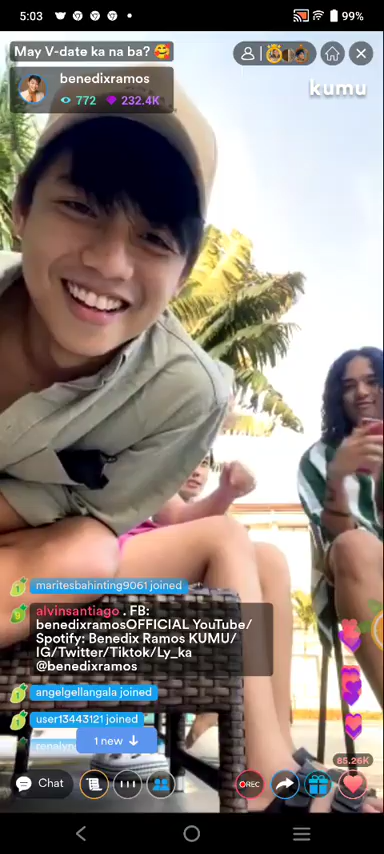 5:03
99%
May V-date ka na ba? 🥰
benedixramos
772 232.4K
kumu
maritesbahinting9061 joined
alvinsantiago . FB:
benedixramosOFFICIAL YouTube/
Spotify: Benedix Ramos KUMU/
IG/Twitter/Tiktok/Ly_ka
@benedixramos
angelgellangala joined
user13443121 joined
1 new ↓
85.26K
Chat
REC